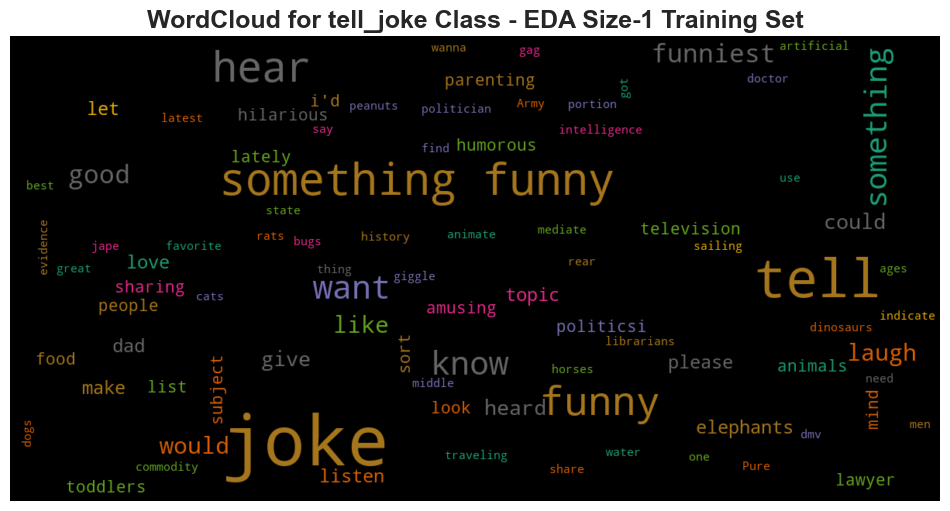 WordCloud for tell_joke Class - EDA Size-1 Training Set
wanna
gag
artificial
hear
funniest
something
parenting
doctor
got
let
i'd
peanuts
politician
Army
portion
latest
hilarious
say
intelligence
lately
find
humorous
best
good
something funny
use
state
could
evidence
jape
favorite
rats
bugs
history
animate
mediate
television
sailing
great
love
thing
giggle
rear
tell
ages
sharing
cats
want
amusing
topic
people
indicate
like
politicsi
dinosaurs
dad
sort
librarians
food
give
know
horses
please
animals
laugh
need
make
list
subject
middle
mind
look
heard
funny
elephants
dmv
men
dogs
would
joke
traveling
water
one
commodity
listen
share
Pure
toddlers
lawyer